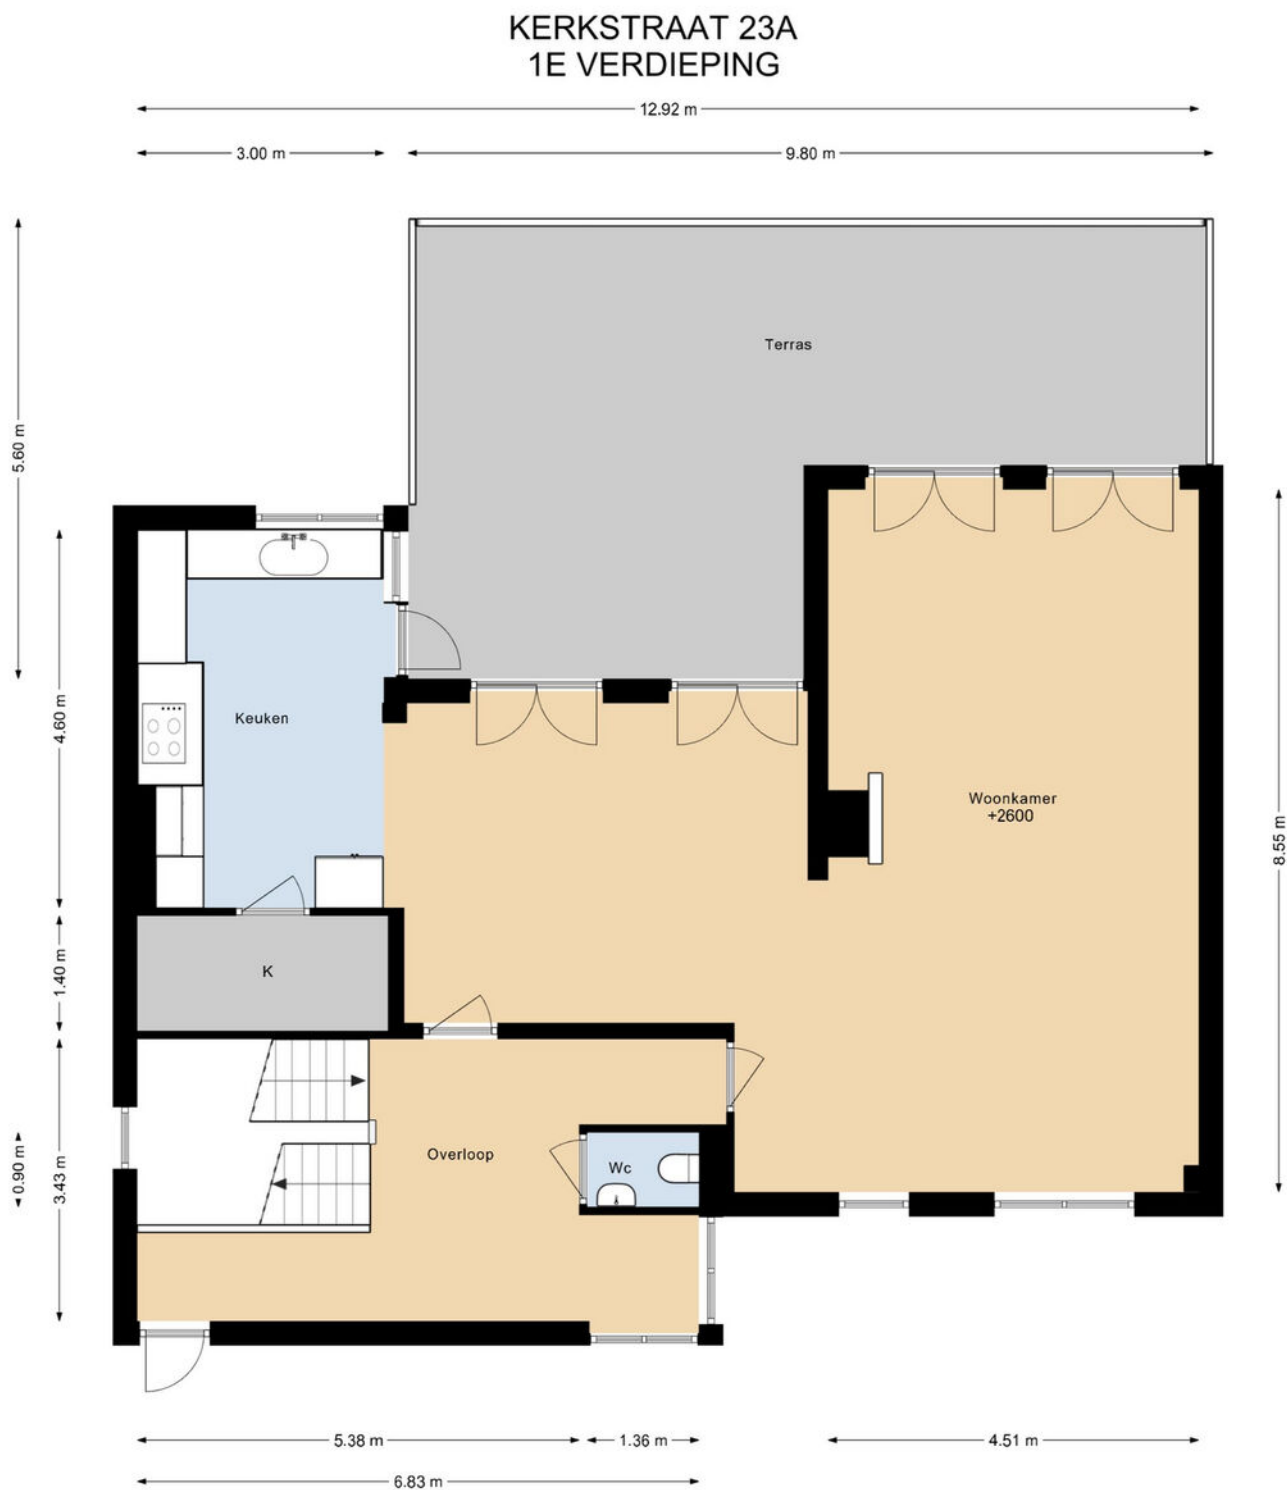 KERKSTRAAT 23A
1E VERDIEPING
12.92 m
3.00 m
9.80 m
5.60 m
Terras
4.60 m
Keuken
Woonkamer
+2600
8.55 m
1.40 m
K
0.90 m
3.43 m
Overloop
Wc
5.38 m
1.36 m
4.51 m
6.83 m